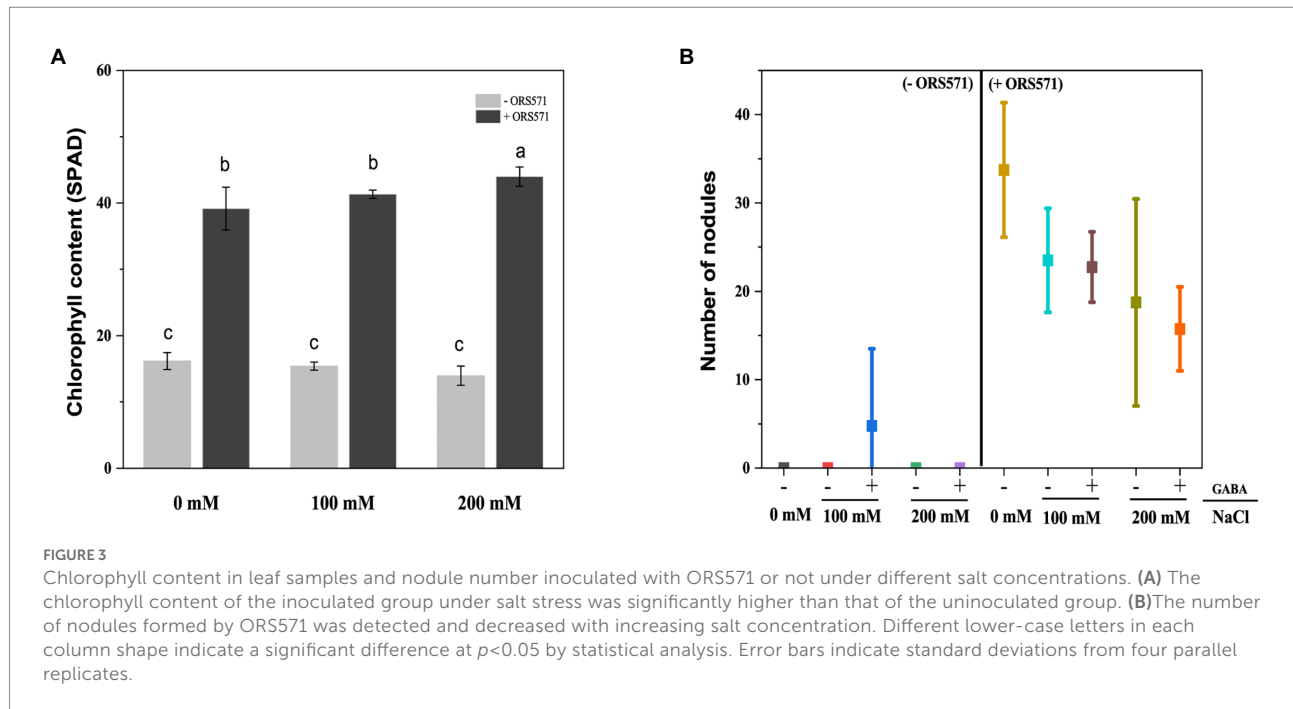 A
60
40
20
0
Chlorophyll content (SPAD)
- ORS571
+ ORS571
c
b
c
b
c
a
0 mM
100 mM
200 mM
B
40
30
20
10
0
Number of nodules
(- ORS571)
(+ ORS571)
- - + - + - - + - + GABA
0 mM 100 mM 200 mM 0 mM 100 mM 200 mM NaCl
FIGURE 3
Chlorophyll content in leaf samples and nodule number inoculated with ORS571 or not under different salt concentrations. (A) The
chlorophyll content of the inoculated group under salt stress was significantly higher than that of the uninoculated group. (B)The number
of nodules formed by ORS571 was detected and decreased with increasing salt concentration. Different lower-case letters in each
column shape indicate a significant difference at p<0.05 by statistical analysis. Error bars indicate standard deviations from four parallel
replicates.